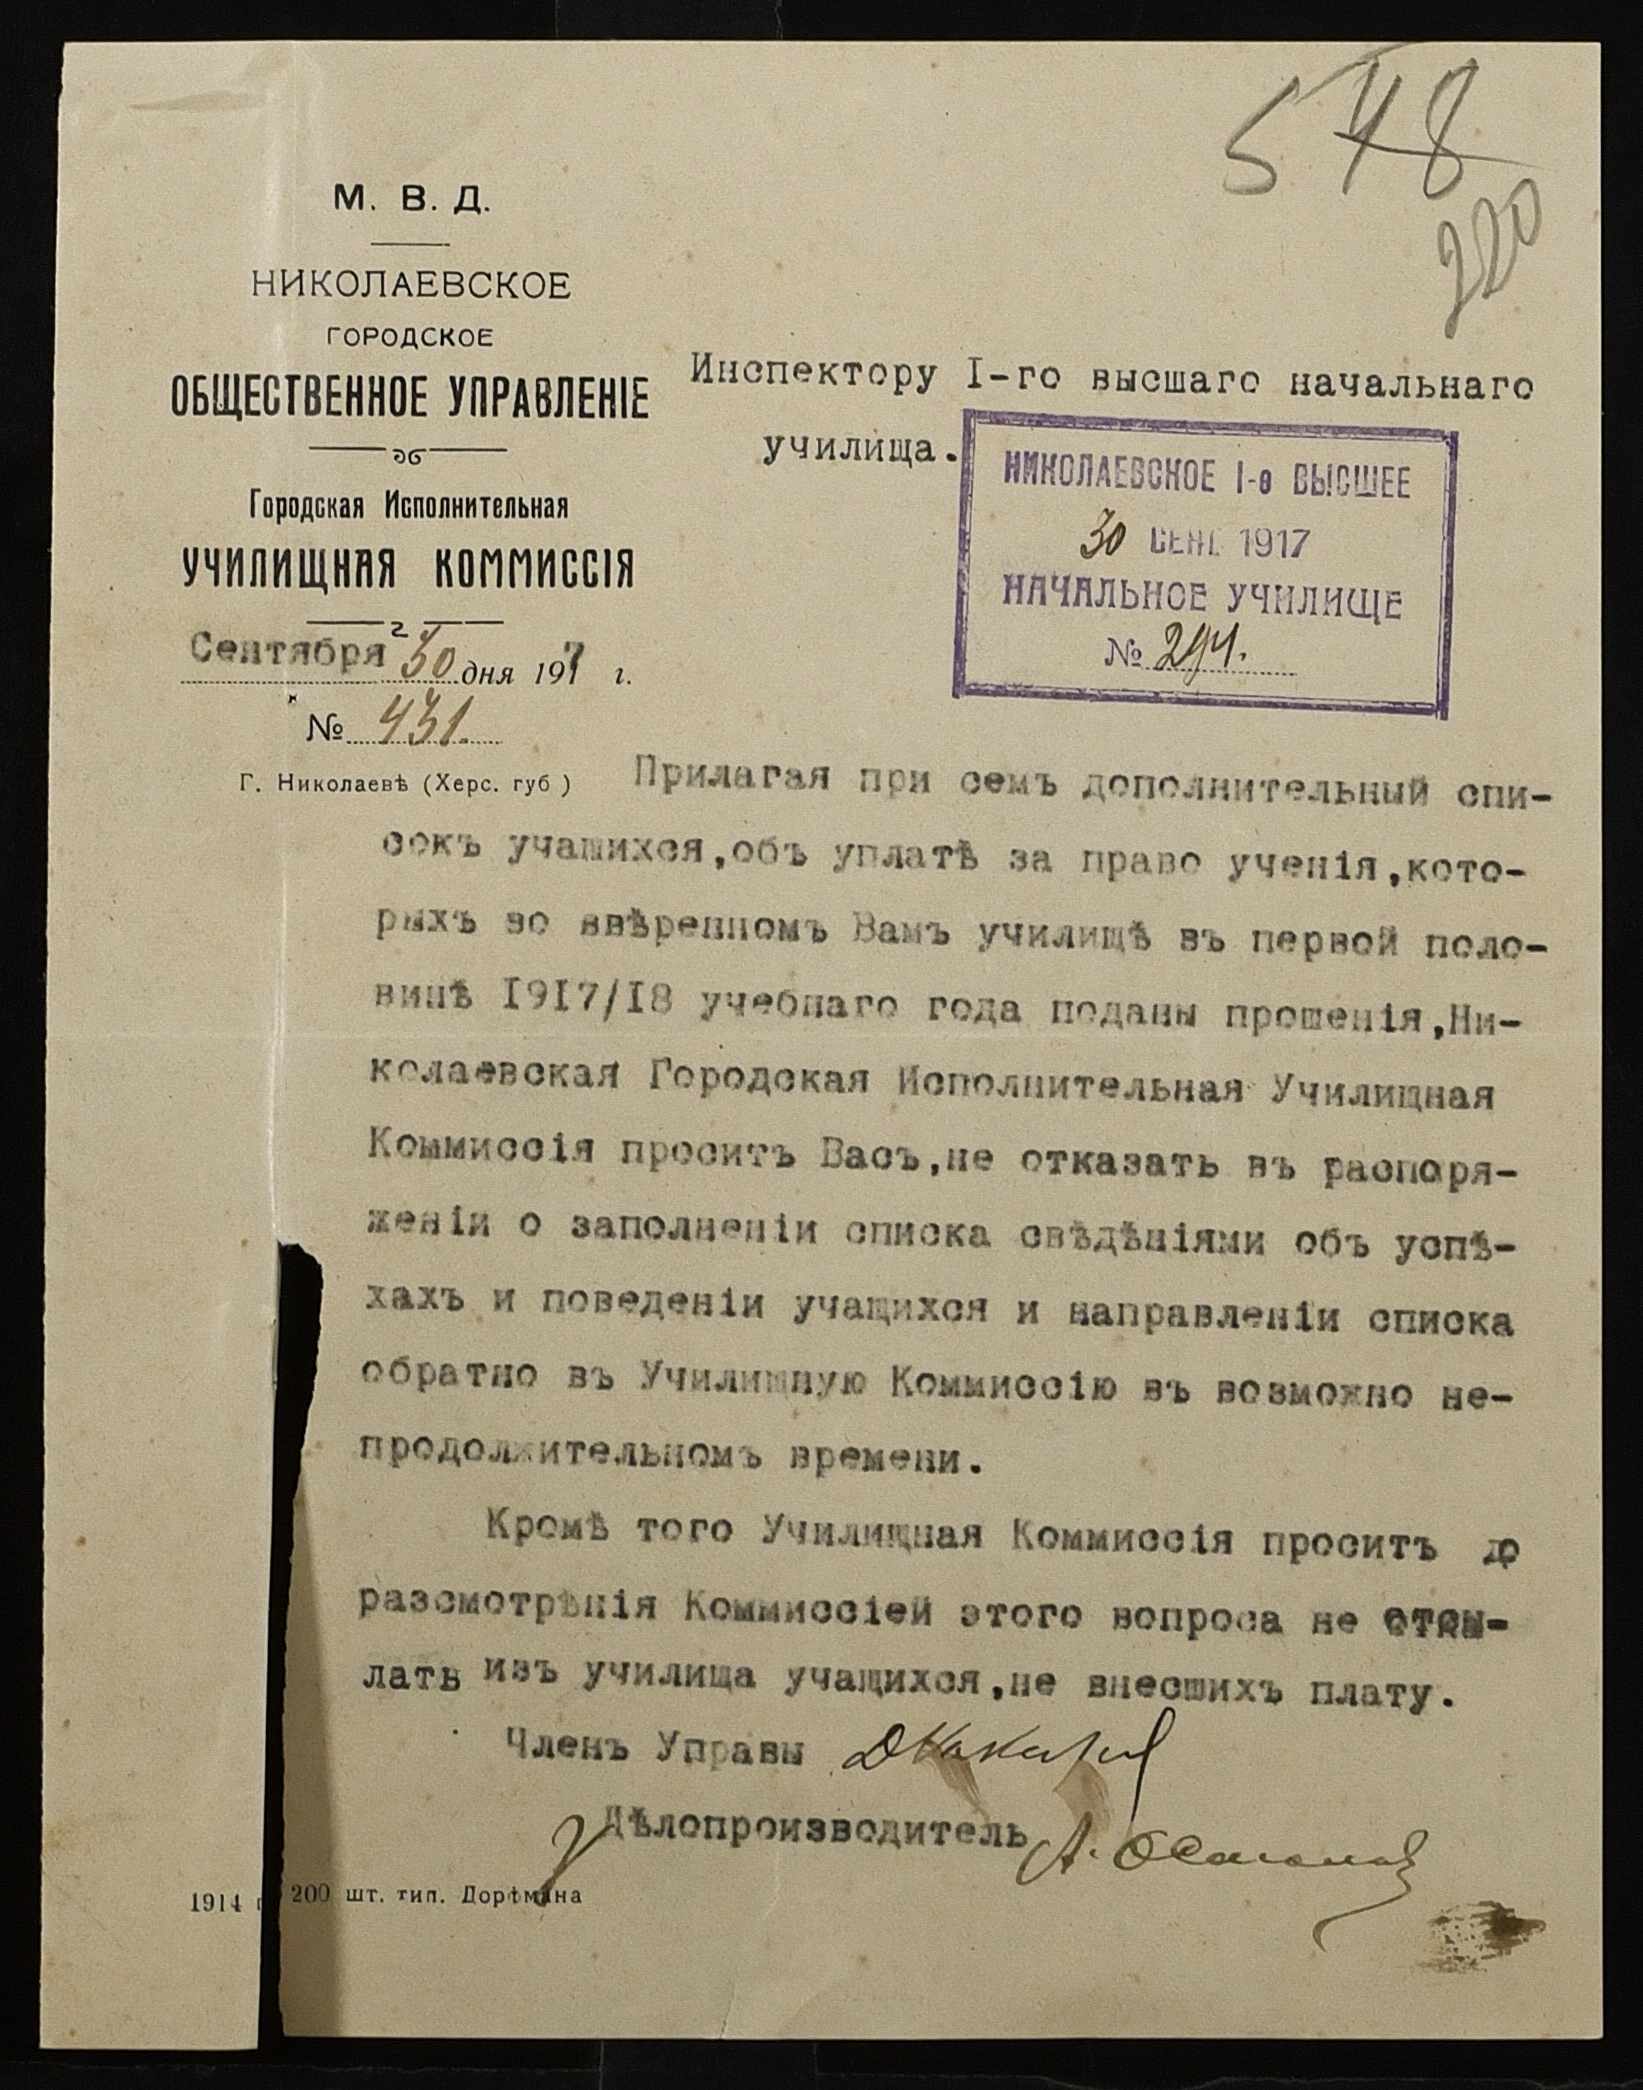 548
220
М. В. Д.
НИКОЛАЕВСКОЕ
ГОРОДСКОЕ
ОБЩЕСТВЕННОЕ УПРАВЛЕНІЕ
Городская Исполнительная
УЧИЛИЩНАЯ КОММИССІЯ
Сентября 30 дня 1917 г.
№ 431.
Г. Николаевѣ (Херс. губ )
Инспектору I-го высшаго начальнаго
училища.
НИКОЛАЕВСКОЕ I-е ВЫСШЕЕ
30 СЕНТ 1917
НАЧАЛЬНОЕ УЧИЛИЩЕ
№ 294.
Прилагая при семъ дополнительный спи-
сокъ учашихся,объ уплатѣ за право ученія,кото-
рыхъ во ввѣренномъ Вамъ училищѣ въ первой поло-
винѣ I9I7/I8 учебнаго года поданы прошенія,Ни-
колаевская Городская Исполнительная Училищная
Коммиссія проситъ Васъ,не отказать въ распоря-
женіи о заполненіи списка свѣдѣніями объ успѣ-
хахъ и поведеніи учащихся и направленіи списка
обратно въ Училищную Коммиссію въ возможно не-
продолжительномъ времени.
Кромѣ того Училищная Коммиссія проситъ до
разсмотрѣнія Коммиссіей этого вопроса не отсы-
лать изъ училища учащихся,не внесшихъ плату.
Членъ Управы
Дѣлопроизводитель А.
1914 г. 200 шт. тип. Дорѣмана